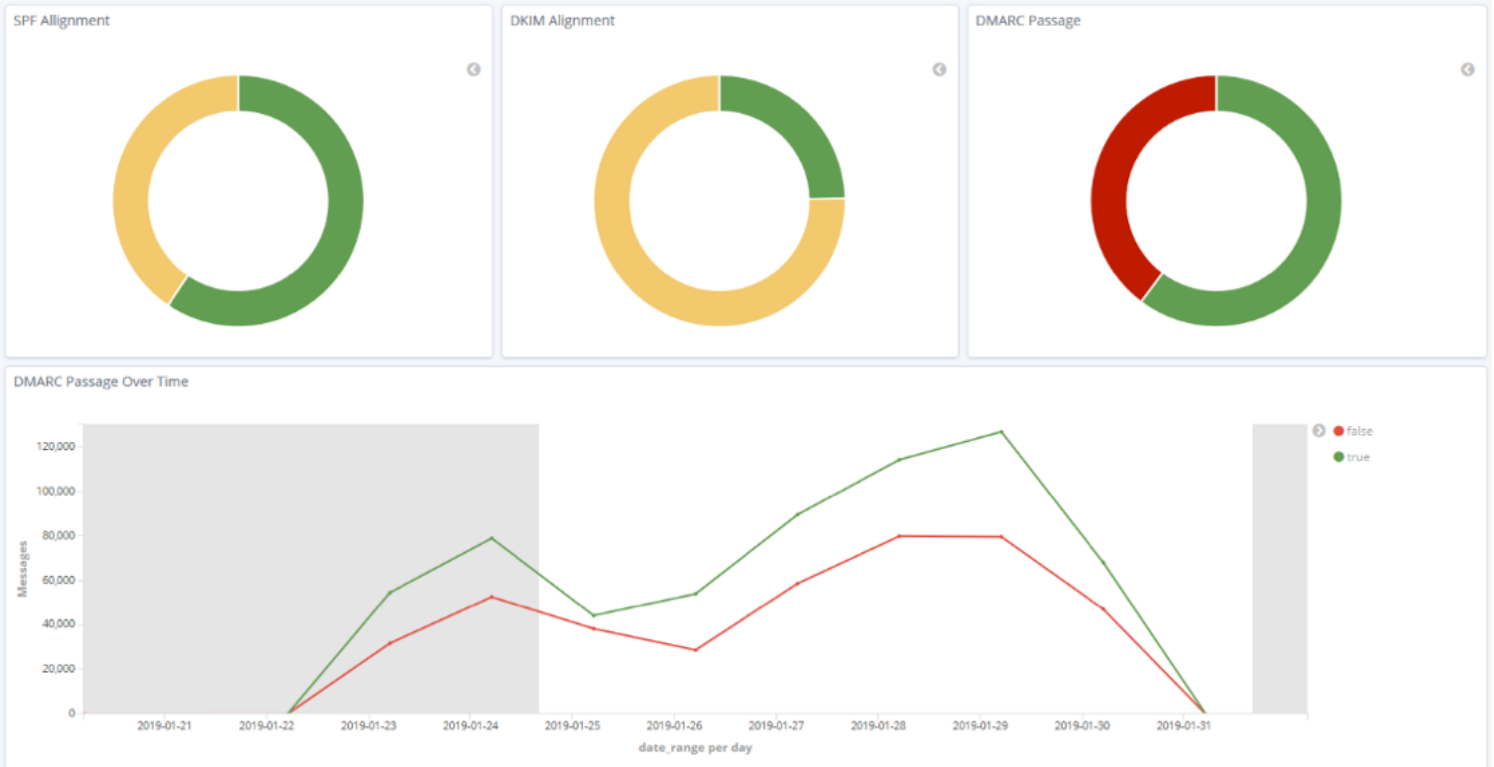 SPF Allignment
DKIM Alignment
DMARC Passage
DMARC Passage Over Time
120,000
100,000
80,000
60,000
40,000
20,000
0
Messages
2019-01-21
2019-01-22
2019-01-23
2019-01-24
2019-01-25
2019-01-26
2019-01-27
2019-01-28
2019-01-29
2019-01-30
2019-01-31
date_range per day
false
true